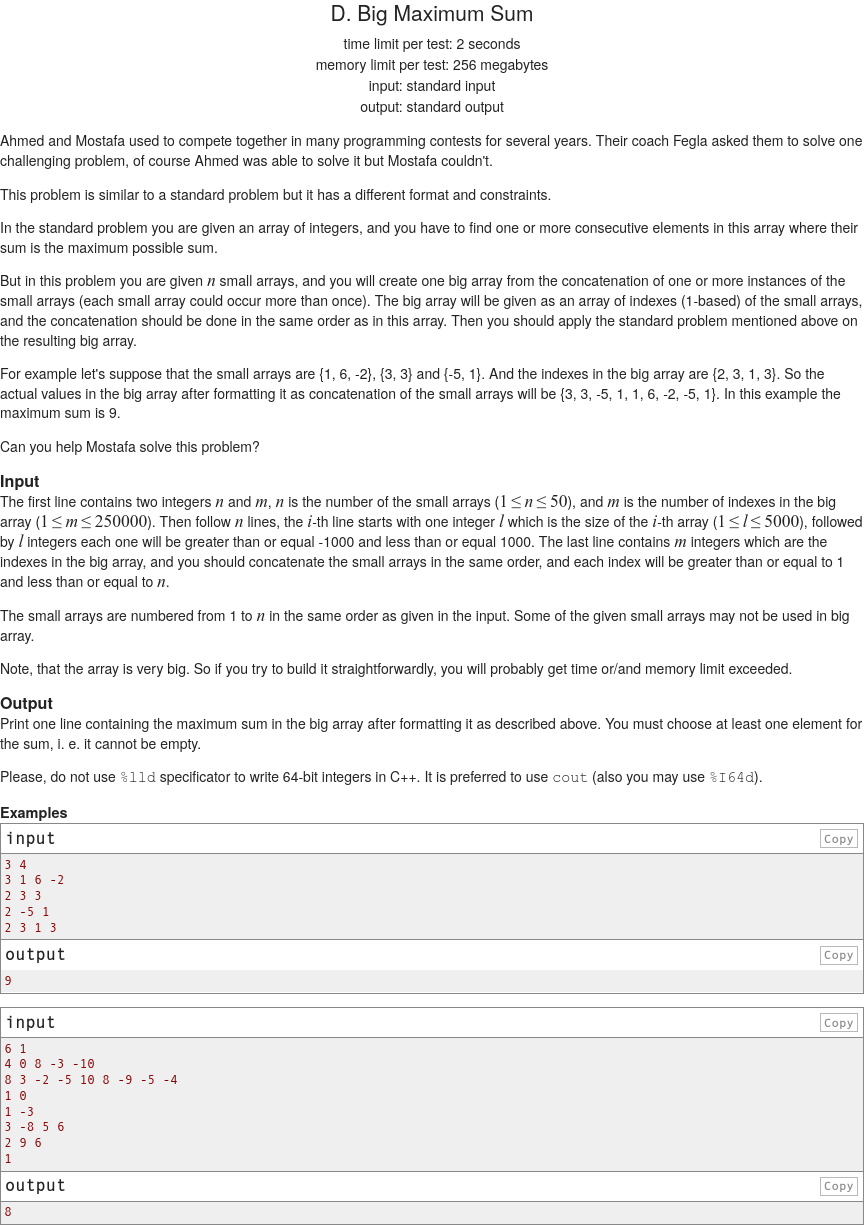 D. Big Maximum Sum
time limit per test: 2 seconds
memory limit per test: 256 megabytes
input: standard input
output: standard output
Ahmed and Mostafa used to compete together in many programming contests for several years. Their coach Fegla asked them to solve one
challenging problem, of course Ahmed was able to solve it but Mostafa couldn't.
This problem is similar to a standard problem but it has a different format and constraints.
In the standard problem you are given an array of integers, and you have to find one or more consecutive elements in this array where their
sum is the maximum possible sum.
But in this problem you are given n small arrays, and you will create one big array from the concatenation of one or more instances of the
small arrays (each small array could occur more than once). The big array will be given as an array of indexes (1-based) of the small arrays,
and the concatenation should be done in the same order as in this array. Then you should apply the standard problem mentioned above on
the resulting big array.
For example let's suppose that the small arrays are {1, 6, -2}, {3, 3} and {-5, 1}. And the indexes in the big array are {2, 3, 1, 3}. So the
actual values in the big array after formatting it as concatenation of the small arrays will be {3, 3, -5, 1, 1, 6, -2, -5, 1}. In this example the
maximum sum is 9.
Can you help Mostafa solve this problem?
Input
The first line contains two integers n and m, n is the number of the small arrays (1 ≤ n ≤ 50), and m is the number of indexes in the big
array (1 ≤ m ≤ 250000). Then follow n lines, the i-th line starts with one integer l which is the size of the i-th array (1 ≤ l ≤ 5000), followed
by l integers each one will be greater than or equal -1000 and less than or equal 1000. The last line contains m integers which are the
indexes in the big array, and you should concatenate the small arrays in the same order, and each index will be greater than or equal to 1
and less than or equal to n.
The small arrays are numbered from 1 to n in the same order as given in the input. Some of the given small arrays may not be used in big
array.
Note, that the array is very big. So if you try to build it straightforwardly, you will probably get time or/and memory limit exceeded.
Output
Print one line containing the maximum sum in the big array after formatting it as described above. You must choose at least one element for
the sum, i. e. it cannot be empty.
Please, do not use %lld specificator to write 64-bit integers in C++. It is preferred to use cout (also you may use %I64d).
Examples
input Copy
3 4
3 1 6 -2
2 3 3
2 -5 1
2 3 1 3
output Copy
9
input Copy
6 1
4 0 8 -3 -10
8 3 -2 -5 10 8 -9 -5 -4
1 0
1 -3
3 -8 5 6
2 9 6
1
output Copy
8